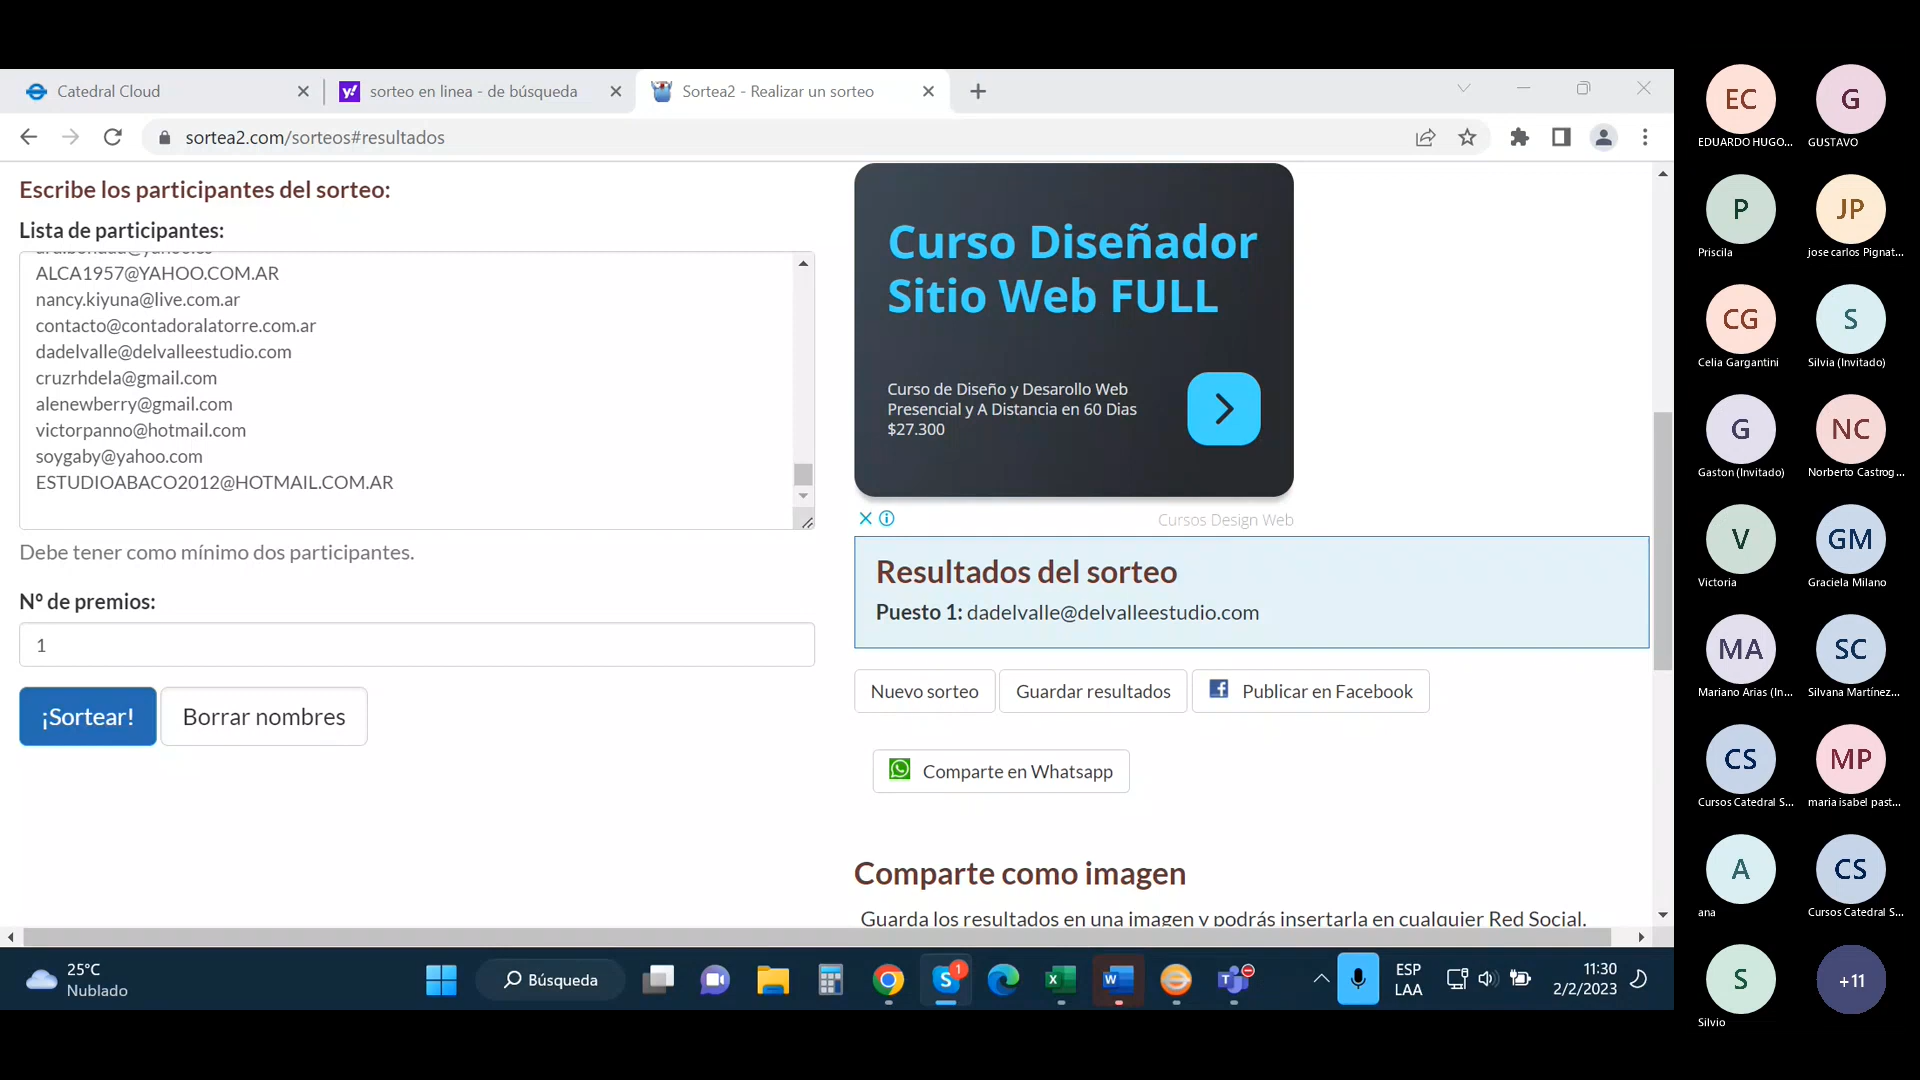 Catedral Cloud
sorteo en linea - de búsqueda
Sortea2 - Realizar un sorteo
sortea2.com/sorteos#resultados
Escribe los participantes del sorteo:
Lista de participantes:
ALCA1957@YAHOO.COM.AR
nancy.kiyuna@live.com.ar
contacto@contadoralatorre.com.ar
dadelvalle@delvalleestudio.com
cruzrhdela@gmail.com
alenewberry@gmail.com
victorpanno@hotmail.com
soygaby@yahoo.com
ESTUDIOABACO2012@HOTMAIL.COM.AR
Debe tener como mínimo dos participantes.
Nº de premios:
1
¡Sortear!
Borrar nombres
Curso Diseñador
Sitio Web FULL
Curso de Diseño y Desarollo Web
Presencial y A Distancia en 60 Dias
$27.300
Cursos Design Web
Resultados del sorteo
Puesto 1: dadelvalle@delvalleestudio.com
Nuevo sorteo
Guardar resultados
Publicar en Facebook
Comparte en Whatsapp
Comparte como imagen
Guarda los resultados en una imagen y podrás insertarla en cualquier Red Social.
25°C
Nublado
Búsqueda
1
ESP
LAA
11:30
2/2/2023
EC
EDUARDO HUGO...
G
GUSTAVO
P
Priscila
JP
jose carlos Pignat...
CG
Celia Gargantini
S
Silvia (Invitado)
G
Gaston (Invitado)
NC
Norberto Castrog...
V
Victoria
GM
Graciela Milano
MA
Mariano Arias (In...
SC
Silvana Martínez...
CS
Cursos Catedral S...
MP
maria isabel past...
A
ana
CS
Cursos Catedral S...
S
Silvio
+11